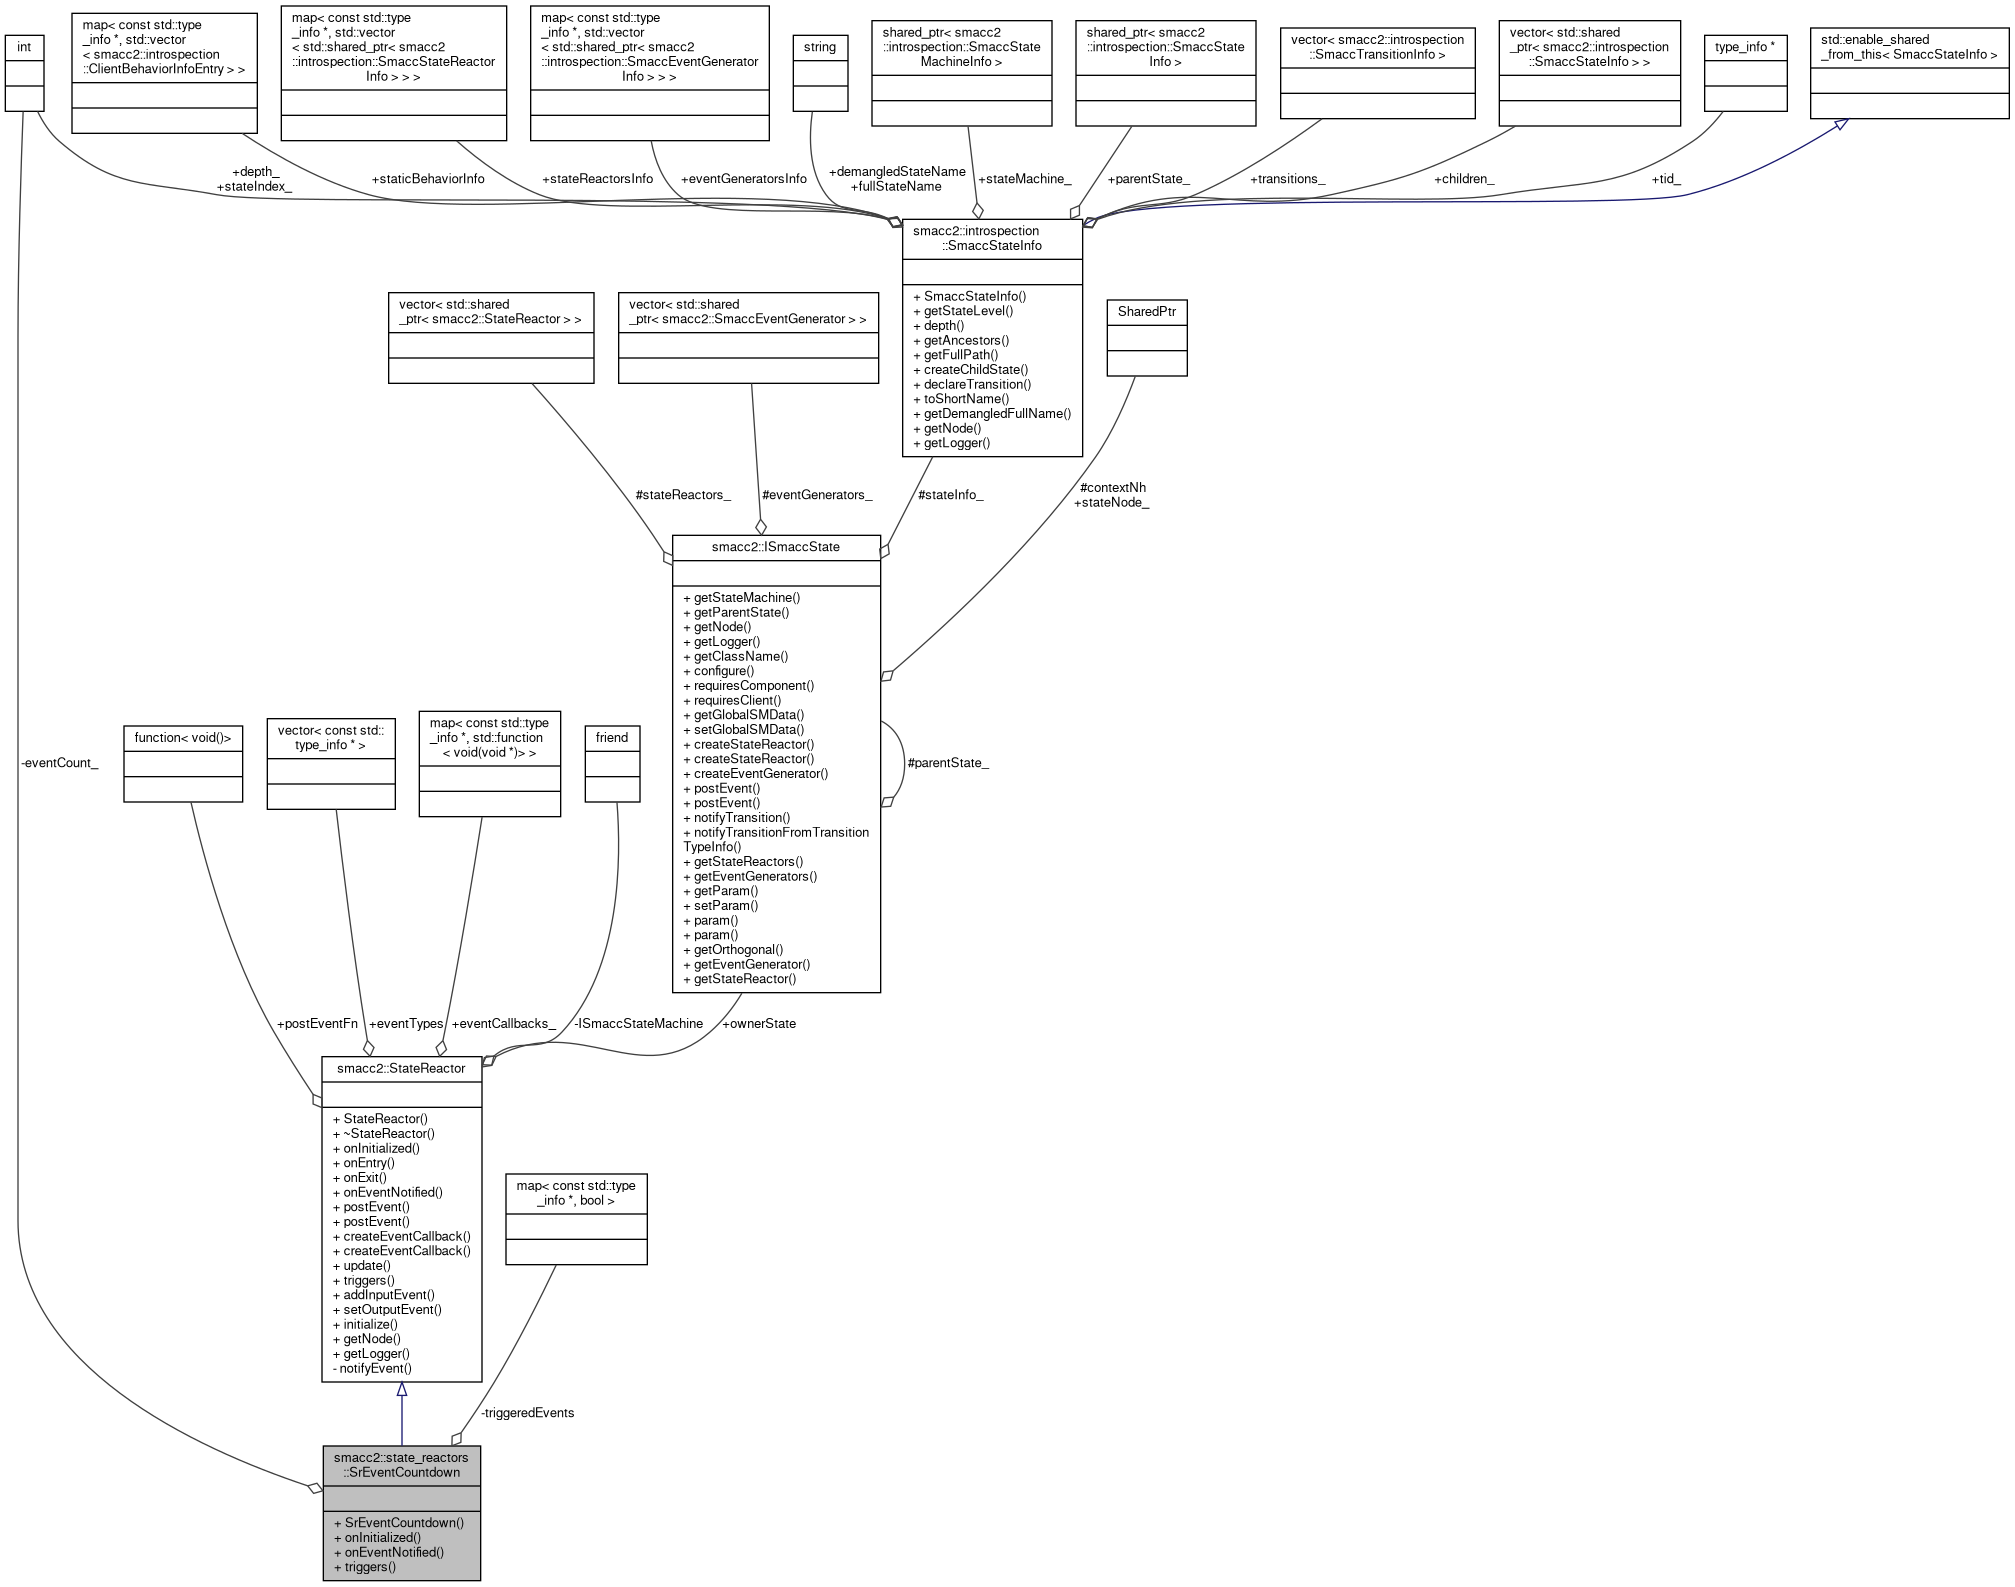 int
map< const std::type
_info *, std::vector
< smacc2::introspection
::ClientBehaviorInfoEntry > >
map< const std::type
_info *, std::vector
< std::shared_ptr< smacc2
::introspection::SmaccStateReactor
Info > > >
map< const std::type
_info *, std::vector
< std::shared_ptr< smacc2
::introspection::SmaccEventGenerator
Info > > >
string
shared_ptr< smacc2
::introspection::SmaccState
MachineInfo >
shared_ptr< smacc2
::introspection::SmaccState
Info >
vector< smacc2::introspection
::SmaccTransitionInfo >
vector< std::shared
_ptr< smacc2::introspection
::SmaccStateInfo > >
type_info *
std::enable_shared
_from_this< SmaccStateInfo >
+depth_
+stateIndex_
+staticBehaviorInfo
+stateReactorsInfo
+eventGeneratorsInfo
+demangledStateName
+fullStateName
+stateMachine_
+parentState_
+transitions_
+children_
+tid_
smacc2::introspection
::SmaccStateInfo
+ SmaccStateInfo()
+ getStateLevel()
+ depth()
+ getAncestors()
+ getFullPath()
+ createChildState()
+ declareTransition()
+ toShortName()
+ getDemangledFullName()
+ getNode()
+ getLogger()
vector< std::shared
_ptr< smacc2::StateReactor > >
vector< std::shared
_ptr< smacc2::SmaccEventGenerator > >
SharedPtr
#stateReactors_
#eventGenerators_
#stateInfo_
#contextNh
+stateNode_
smacc2::ISmaccState
+ getStateMachine()
+ getParentState()
+ getNode()
+ getLogger()
+ getClassName()
+ configure()
+ requiresComponent()
+ requiresClient()
+ getGlobalSMData()
+ setGlobalSMData()
+ createStateReactor()
+ createStateReactor()
+ createEventGenerator()
+ postEvent()
+ postEvent()
+ notifyTransition()
+ notifyTransitionFromTransition
TypeInfo()
+ getStateReactors()
+ getEventGenerators()
+ getParam()
+ setParam()
+ param()
+ param()
+ getOrthogonal()
+ getEventGenerator()
+ getStateReactor()
#parentState_
-eventCount_
function< void()>
vector< const std::
type_info * >
map< const std::type
_info *, std::function
< void(void *)> >
friend
+postEventFn
+eventTypes
+eventCallbacks_
-ISmaccStateMachine
+ownerState
smacc2::StateReactor
+ StateReactor()
+ ~StateReactor()
+ onInitialized()
+ onEntry()
+ onExit()
+ onEventNotified()
+ postEvent()
+ postEvent()
+ createEventCallback()
+ createEventCallback()
+ update()
+ triggers()
+ addInputEvent()
+ setOutputEvent()
+ initialize()
+ getNode()
+ getLogger()
- notifyEvent()
map< const std::type
_info *, bool >
-triggeredEvents
smacc2::state_reactors
::SrEventCountdown
+ SrEventCountdown()
+ onInitialized()
+ onEventNotified()
+ triggers()